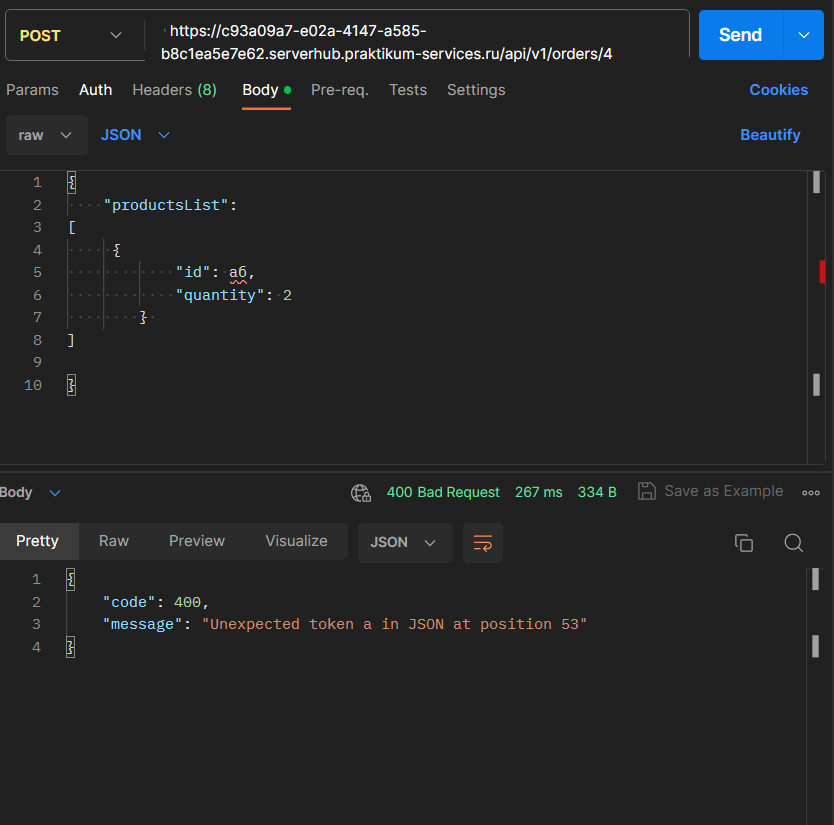 POST
https://c93a09a7-e02a-4147-a585-
b8c1ea5e7e62.serverhub.praktikum-services.ru/api/v1/orders/4
Send
Params Auth Headers (8) Body Pre-req. Tests Settings Cookies
raw JSON Beautify
1 {
2 "productsList":
3 [
4 {
5 "id": аб,
6 "quantity": 2
7 }
8 ]
9
10 }
Body 400 Bad Request 267 ms 334 B Save as Example
Pretty Raw Preview Visualize JSON
1 {
2 "code": 400,
3 "message": "Unexpected token а in JSON at position 53"
4 }